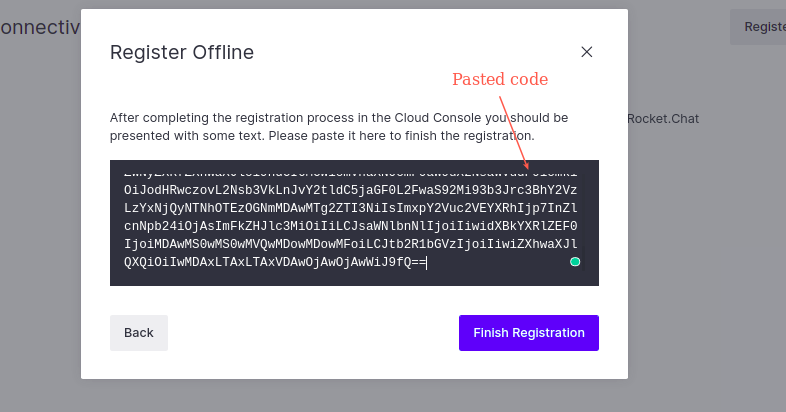 onnectiv
Registe
Register Offline
Pasted code
After completing the registration process in the Cloud Console you should be
presented with some text. Please paste it here to finish the registration.
Rocket.Chat
OiJodHRwczovL2Nsb3VkLnJvY2tldC5jaGF0L2FwaS92Mi93b3Jrc3BhY2Vz
LzYxNjQyNTNhOTEzOGNmMDAwMTg2ZTI3NiIsImxpY2Vuc2VEYXRhIjp7InZl
cnNpb24iOjAsImFkZHJlc3MiOiIiLCJsaWNlbnNlIjoiIiwidXBkYXRlZEF0
IjoiMDAwMS0wMS0wMVQwMDowMDowMFoiLCJtb2R1bGVzIjoiIiwiZXhwaXJl
QXQiOiIwMDAxLTAxLTAxVDAwOjAwOjAwWiJ9fQ==
Back
Finish Registration